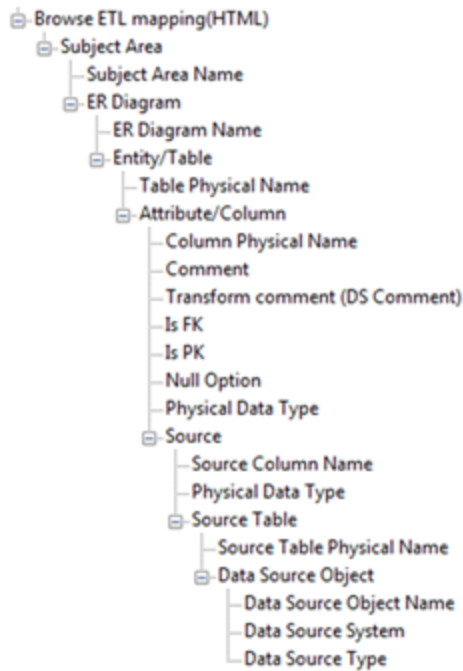 Browse ETL mapping(HTML)
Subject Area
Subject Area Name
ER Diagram
ER Diagram Name
Entity/Table
Table Physical Name
Attribute/Column
Column Physical Name
Comment
Transform comment (DS Comment)
Is FK
Is PK
Null Option
Physical Data Type
Source
Source Column Name
Physical Data Type
Source Table
Source Table Physical Name
Data Source Object
Data Source Object Name
Data Source System
Data Source Type